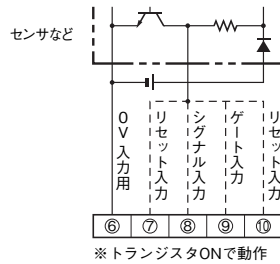 センサなど
0V入力用
リセット入力
シグナル入力
ゲート入力
リセット入力
⑥ ⑦ ⑧ ⑨ ⑩
※トランジスタONで動作